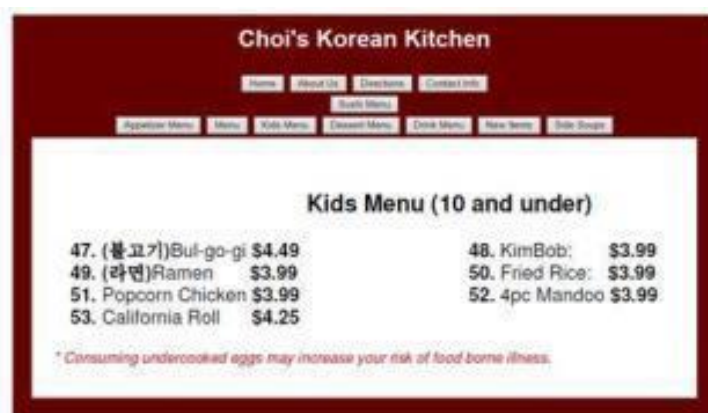 Choi's Korean Kitchen
Home About Us Directions Contact Info
Sushi Menu
Appetizer Menu Menu Kids Menu Dessert Menu Drink Menu New Items Side Soups
Kids Menu (10 and under)
47. (불고기)Bul-go-gi $4.49 48. KimBob: $3.99
49. (라면)Ramen $3.99 50. Fried Rice: $3.99
51. Popcorn Chicken $3.99 52. 4pc Mandoo $3.99
53. California Roll $4.25
* Consuming undercooked eggs may increase your risk of food borne illness.